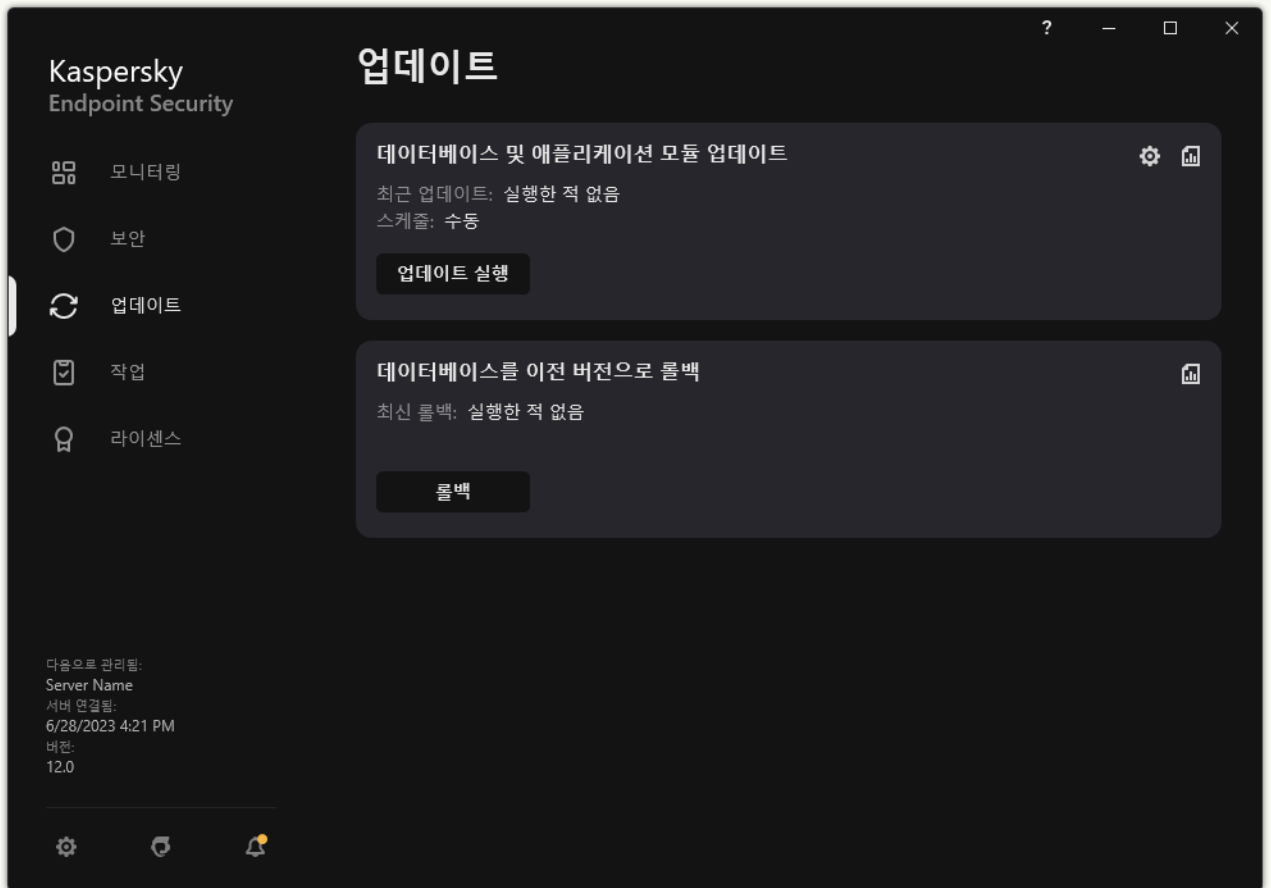 ?
Kaspersky
Endpoint Security
모니터링
보안
업데이트
작업
라이센스
다음으로 관리됨:
Server Name
서버 연결됨:
6/28/2023 4:21 PM
버전:
12.0
업데이트
데이터베이스 및 애플리케이션 모듈 업데이트
최근 업데이트: 실행한 적 없음
스케줄: 수동
업데이트 실행
데이터베이스를 이전 버전으로 롤백
최신 롤백: 실행한 적 없음
롤백